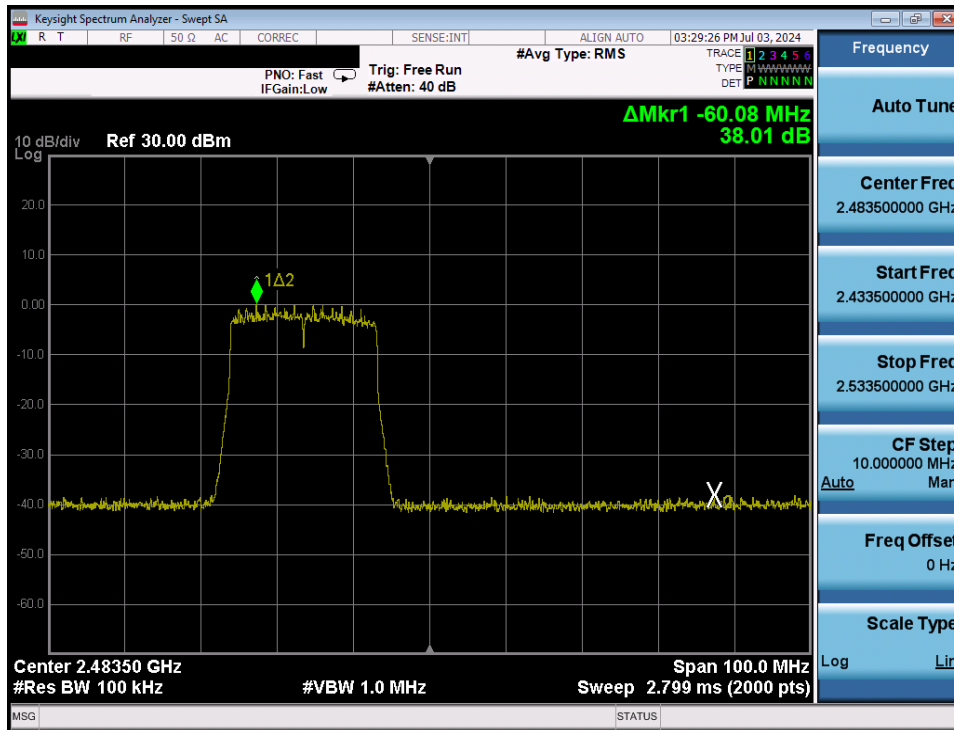 Keysight Spectrum Analyzer - Swept SA
LXI R T RF 50 Ω AC CORREC SENSE:INT ALIGN AUTO 03:29:26 PM Jul 03, 2024
#Avg Type: RMS
TRACE 1 2 3 4 5 6
TYPE M WWWWW
DET P N N N N N
PNO: Fast
IFGain:Low
Trig: Free Run
#Atten: 40 dB
ΔMkr1 -60.08 MHz
38.01 dB
10 dB/div Ref 30.00 dBm
Log
20.0
10.0
0.00
-10.0
-20.0
-30.0
-40.0
-50.0
-60.0
1Δ2
X
Center 2.48350 GHz
Span 100.0 MHz
#Res BW 100 kHz
#VBW 1.0 MHz
Sweep 2.799 ms (2000 pts)
MSG
STATUS
Frequency
Auto Tune
Center Freq
2.483500000 GHz
Start Freq
2.433500000 GHz
Stop Freq
2.533500000 GHz
CF Step
10.000000 MHz
Auto Man
Freq Offset
0 Hz
Scale Type
Log Lin